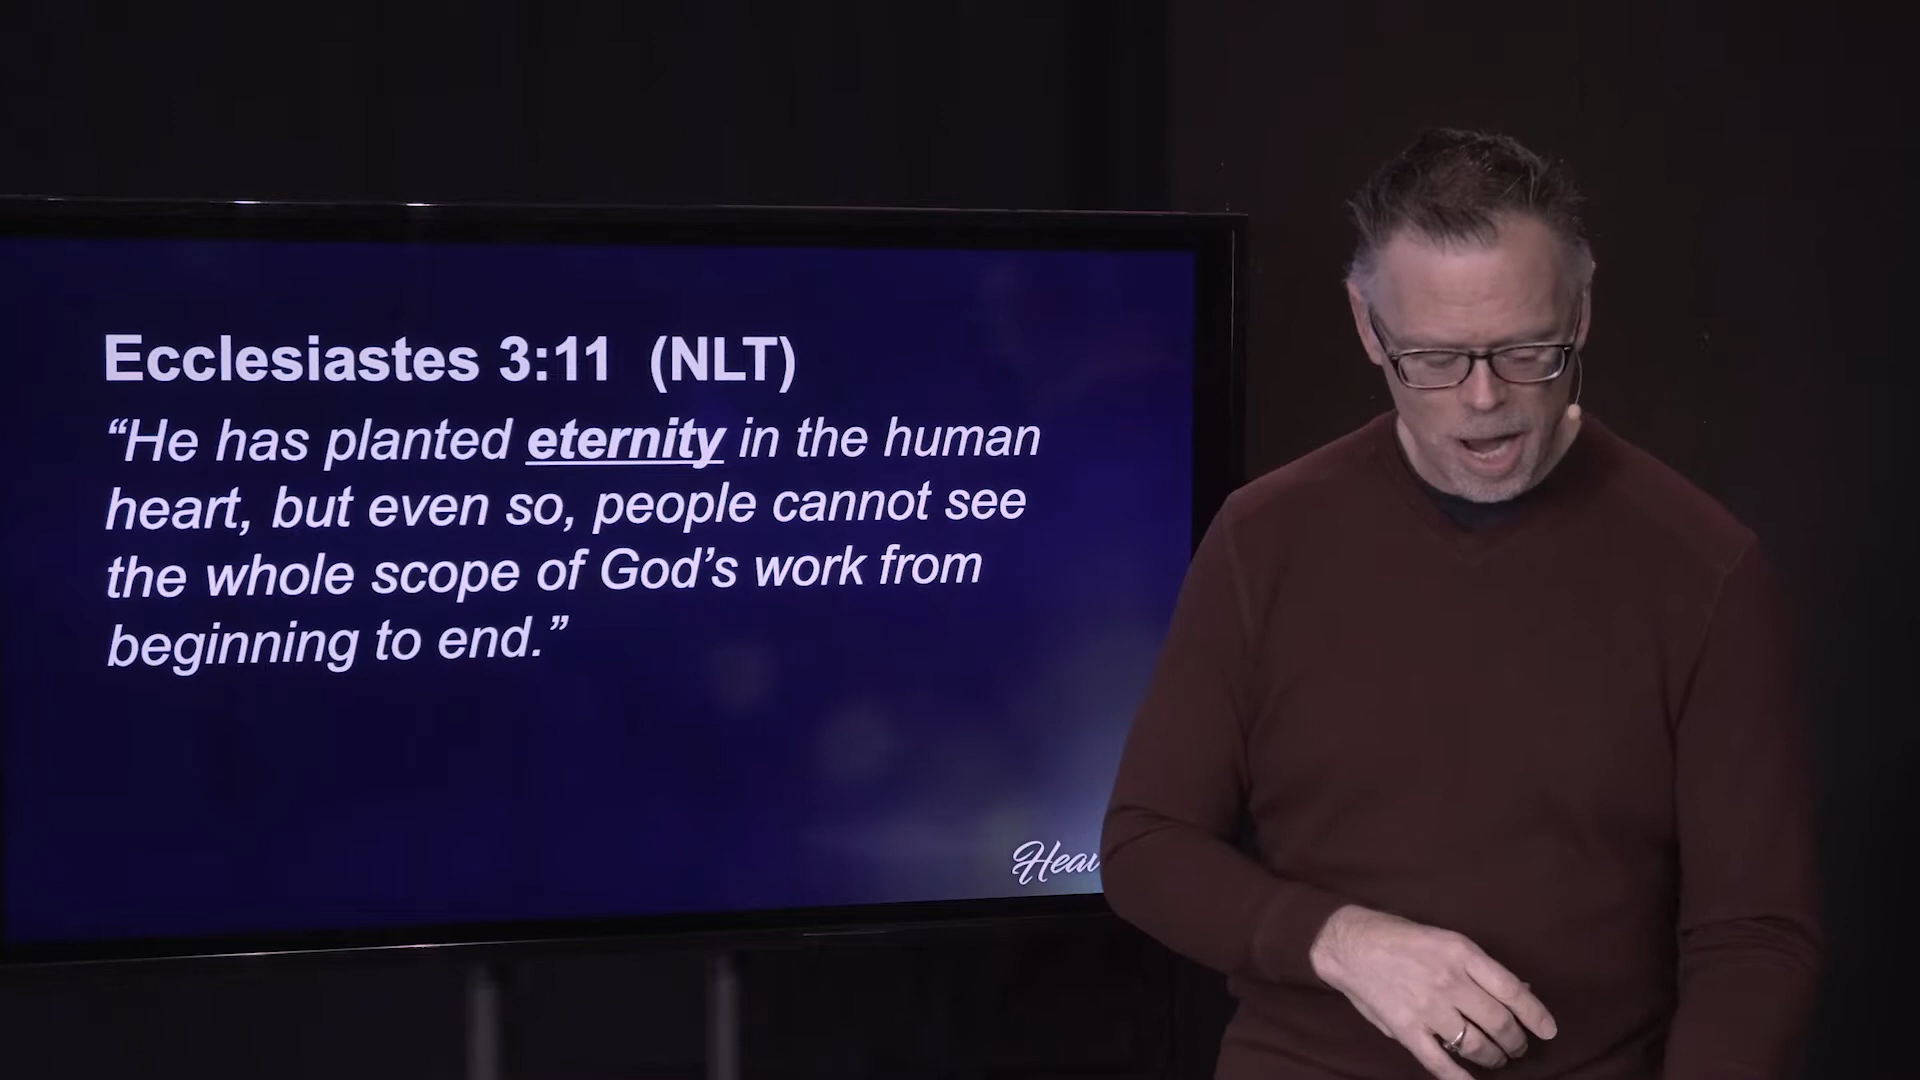 Ecclesiastes 3:11 (NLT)
“He has planted eternity in the human
heart, but even so, people cannot see
the whole scope of God’s work from
beginning to end.”